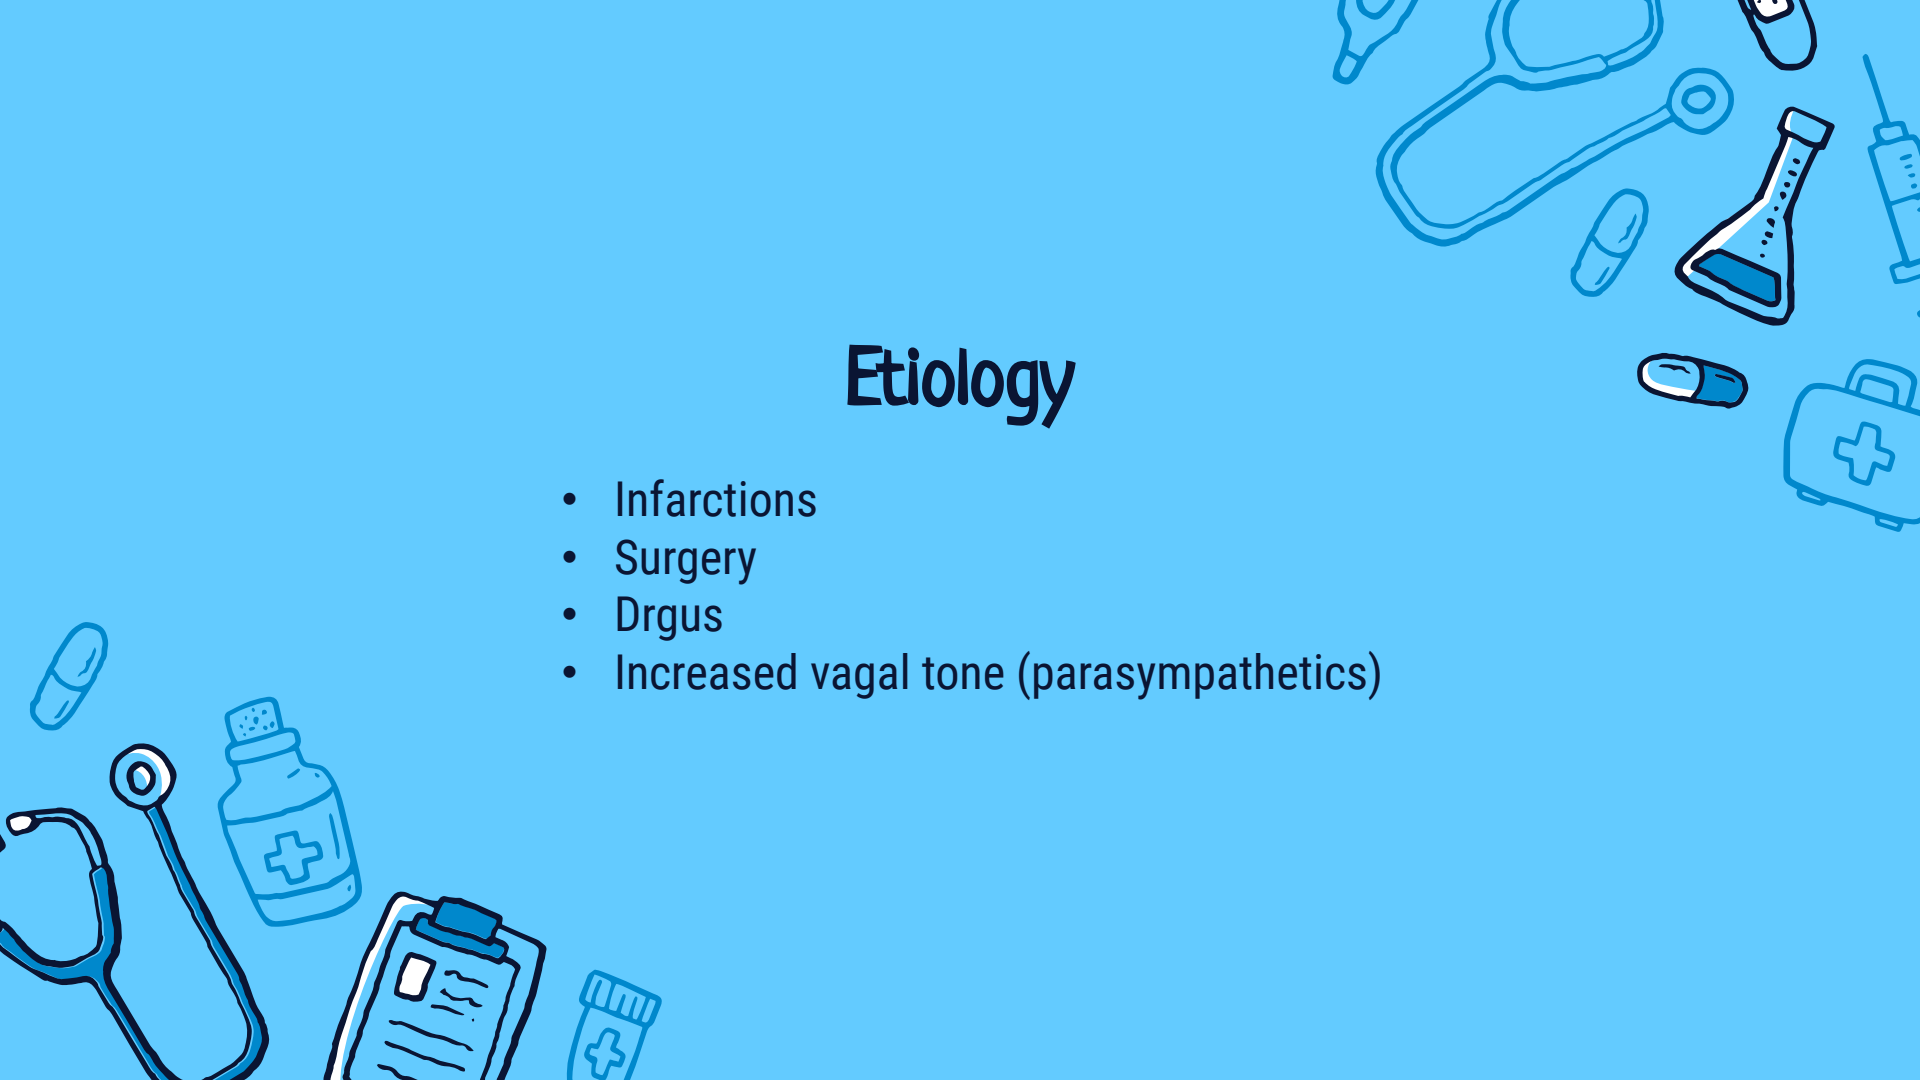 Etiology
• Infarctions
• Surgery
• Drgus
• Increased vagal tone (parasympathetics)